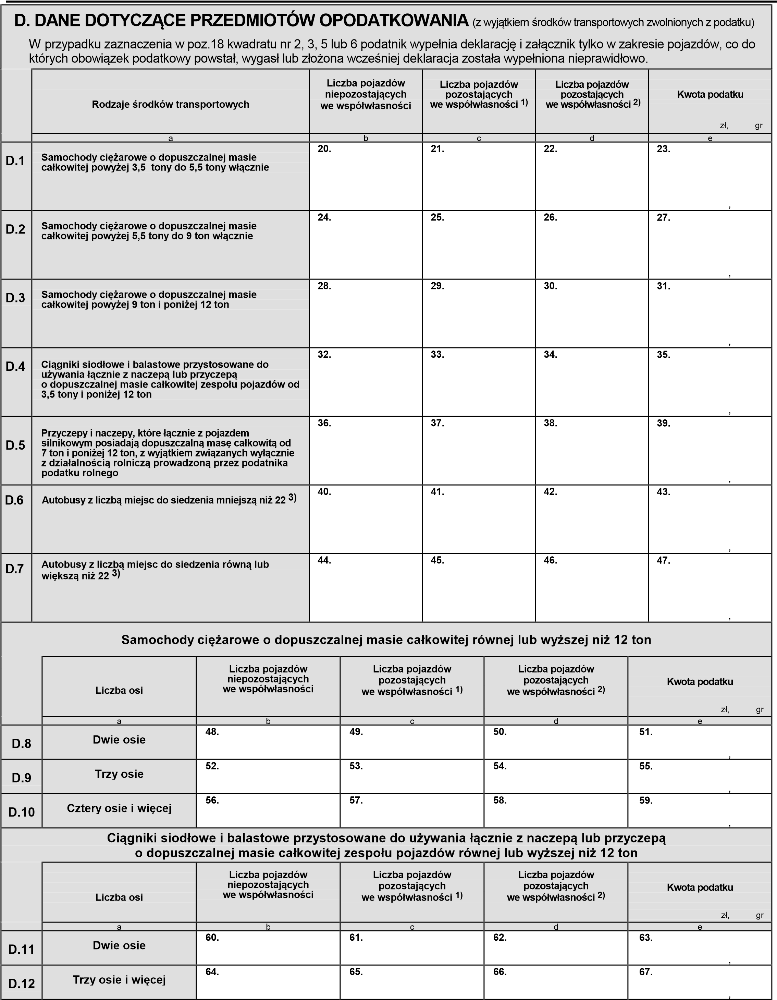 D. DANE DOTYCZĄCE PRZEDMIOTÓW OPODATKOWANIA (z wyjątkiem środków transportowych zwolnionych z podatku)
W przypadku zaznaczenia w poz.18 kwadratu nr 2, 3, 5 lub 6 podatnik wypełnia deklarację i załącznik tylko w zakresie pojazdów, co do
których obowiązek podatkowy powstał, wygasł lub złożona wcześniej deklaracja została wypełniona nieprawidłowo.
Rodzaje środków transportowych
Liczba pojazdów
niepozostających
we współwłasności
Liczba pojazdów
pozostających
we współwłasności 1)
Liczba pojazdów
pozostających
we współwłasności 2)
Kwota podatku
zł, gr
a b c d e
D.1
Samochody ciężarowe o dopuszczalnej masie
całkowitej powyżej 3,5 tony do 5,5 tony włącznie
20. 21. 22. 23.
,
D.2
Samochody ciężarowe o dopuszczalnej masie
całkowitej powyżej 5,5 tony do 9 ton włącznie
24. 25. 26. 27.
,
D.3
Samochody ciężarowe o dopuszczalnej masie
całkowitej powyżej 9 ton i poniżej 12 ton
28. 29. 30. 31.
,
D.4
Ciągniki siodłowe i balastowe przystosowane do
używania łącznie z naczepą lub przyczepą
o dopuszczalnej masie całkowitej zespołu pojazdów od
3,5 tony i poniżej 12 ton
32. 33. 34. 35.
,
D.5
Przyczepy i naczepy, które łącznie z pojazdem
silnikowym posiadają dopuszczalną masę całkowitą od
7 ton i poniżej 12 ton, z wyjątkiem związanych wyłącznie
z działalnością rolniczą prowadzoną przez podatnika
podatku rolnego
36. 37. 38. 39.
,
D.6
Autobusy z liczbą miejsc do siedzenia mniejszą niż 22 3)
40. 41. 42. 43.
,
D.7
Autobusy z liczbą miejsc do siedzenia równą lub
większą niż 22 3)
44. 45. 46. 47.
,
Samochody ciężarowe o dopuszczalnej masie całkowitej równej lub wyższej niż 12 ton
Liczba osi
Liczba pojazdów
niepozostających
we współwłasności
Liczba pojazdów
pozostających
we współwłasności 1)
Liczba pojazdów
pozostających
we współwłasności 2)
Kwota podatku
zł, gr
a b c d e
D.8 Dwie osie 48. 49. 50. 51.
,
D.9 Trzy osie 52. 53. 54. 55.
,
D.10 Cztery osie i więcej 56. 57. 58. 59.
,
Ciągniki siodłowe i balastowe przystosowane do używania łącznie z naczepą lub przyczepą
o dopuszczalnej masie całkowitej zespołu pojazdów równej lub wyższej niż 12 ton
Liczba osi
Liczba pojazdów
niepozostających
we współwłasności
Liczba pojazdów
pozostających
we współwłasności 1)
Liczba pojazdów
pozostających
we współwłasności 2)
Kwota podatku
zł, gr
a b c d e
D.11 Dwie osie 60. 61. 62. 63.
,
D.12 Trzy osie i więcej 64. 65. 66. 67.
,